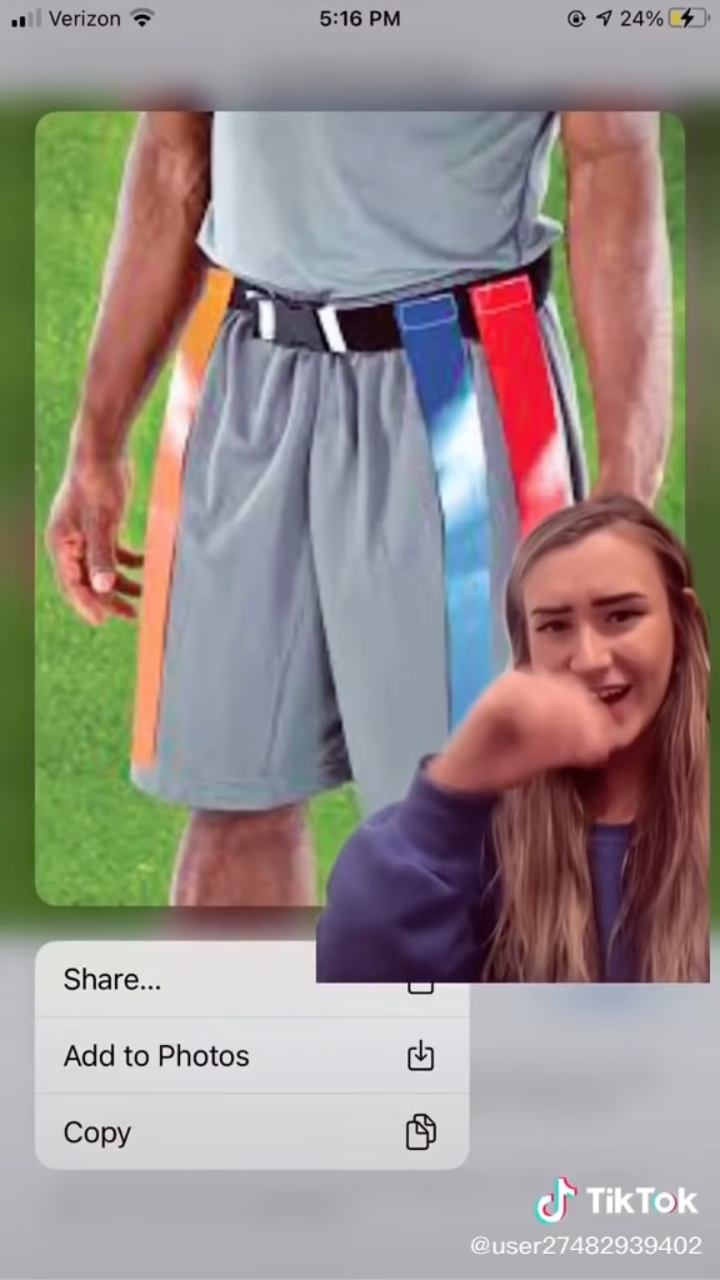 Verizon 5:16 PM 24%
Share...
Add to Photos
Copy
TikTok
@user27482939402